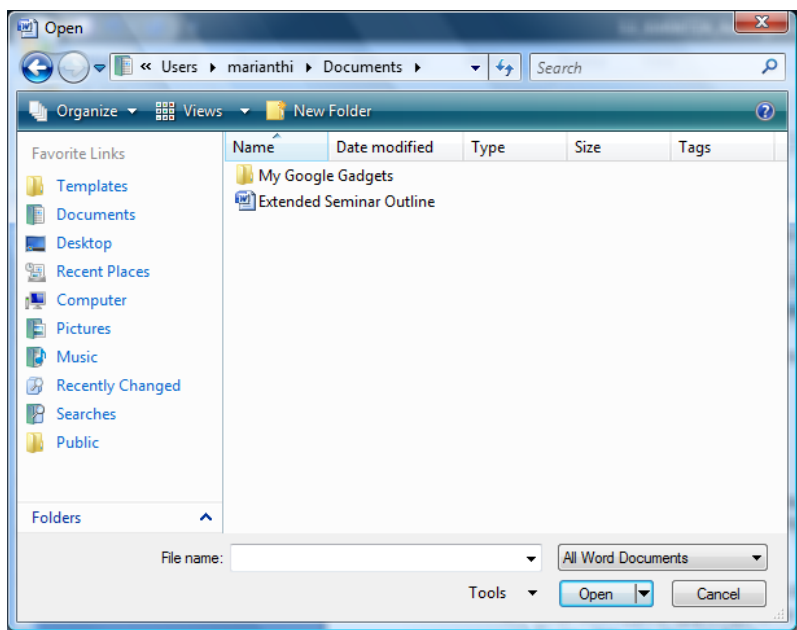 Open
« Users marianthi Documents Search
Organize Views New Folder
Favorite Links
Templates
Documents
Desktop
Recent Places
Computer
Pictures
Music
Recently Changed
Searches
Public
Folders
Name Date modified Type Size Tags
My Google Gadgets
Extended Seminar Outline
File name: All Word Documents
Tools Open Cancel